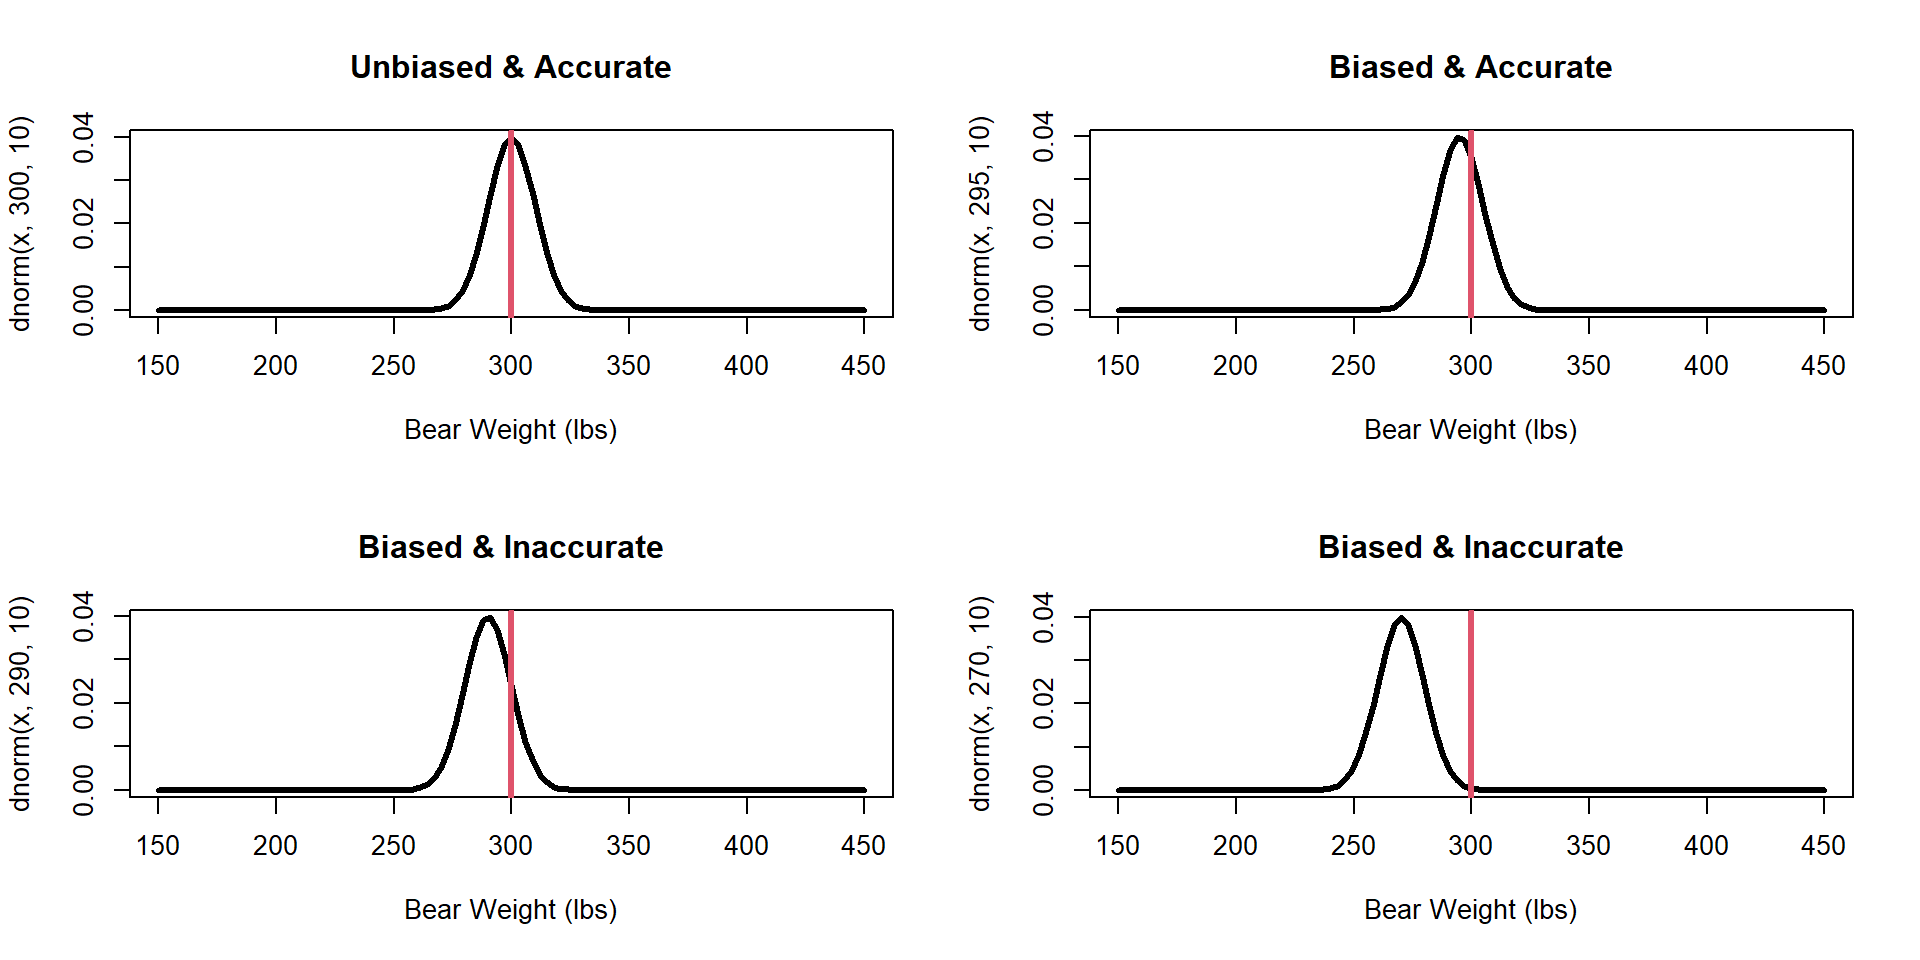 Unbiased & Accurate
dnorm(x, 300, 10)
0.04
0.02
0.00
150 200 250 300 350 400 450
Bear Weight (lbs)
Biased & Accurate
dnorm(x, 295, 10)
0.04
0.02
0.00
150 200 250 300 350 400 450
Bear Weight (lbs)
Biased & Inaccurate
dnorm(x, 290, 10)
0.04
0.02
0.00
150 200 250 300 350 400 450
Bear Weight (lbs)
Biased & Inaccurate
dnorm(x, 270, 10)
0.04
0.02
0.00
150 200 250 300 350 400 450
Bear Weight (lbs)